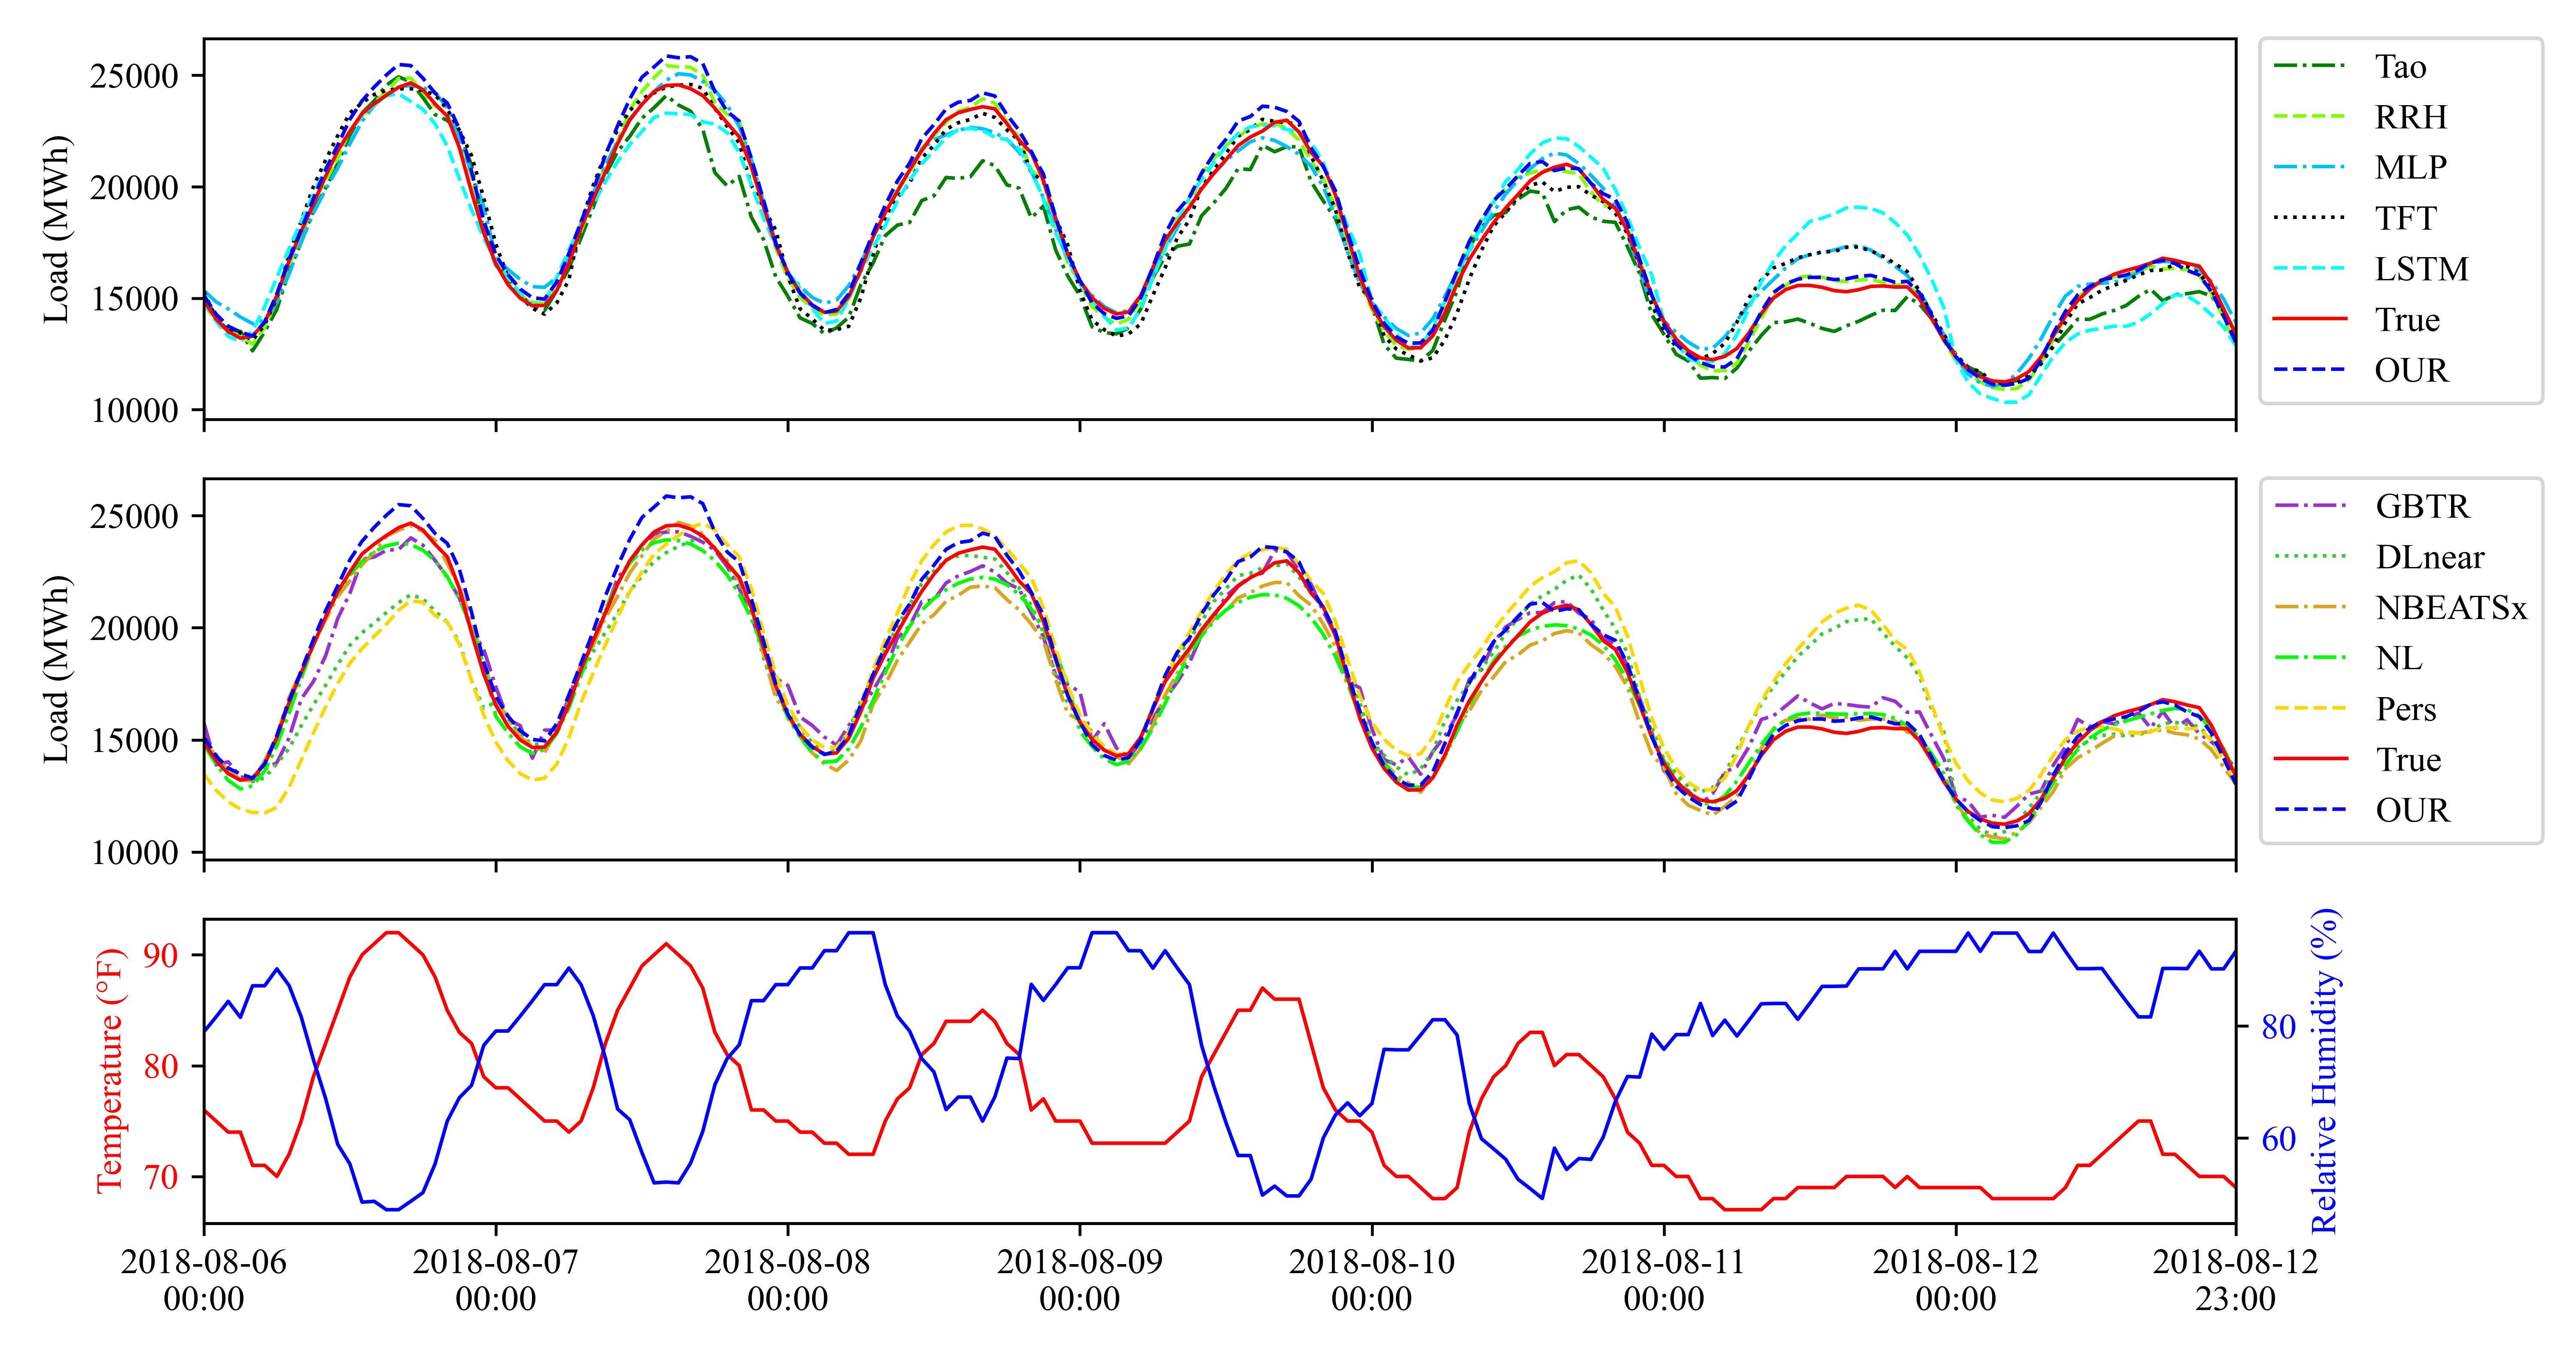 Load (MWh)
25000
20000
15000
10000
Tao
RRH
MLP
TFT
LSTM
True
OUR
Load (MWh)
25000
20000
15000
10000
GBTR
DLnear
NBEATSx
NL
Pers
True
OUR
Temperature (°F)
90
80
70
80
60
Relative Humidity (%)
2018-08-06 2018-08-07 2018-08-08 2018-08-09 2018-08-10 2018-08-11 2018-08-12 2018-08-12
00:00 00:00 00:00 00:00 00:00 00:00 00:00 23:00